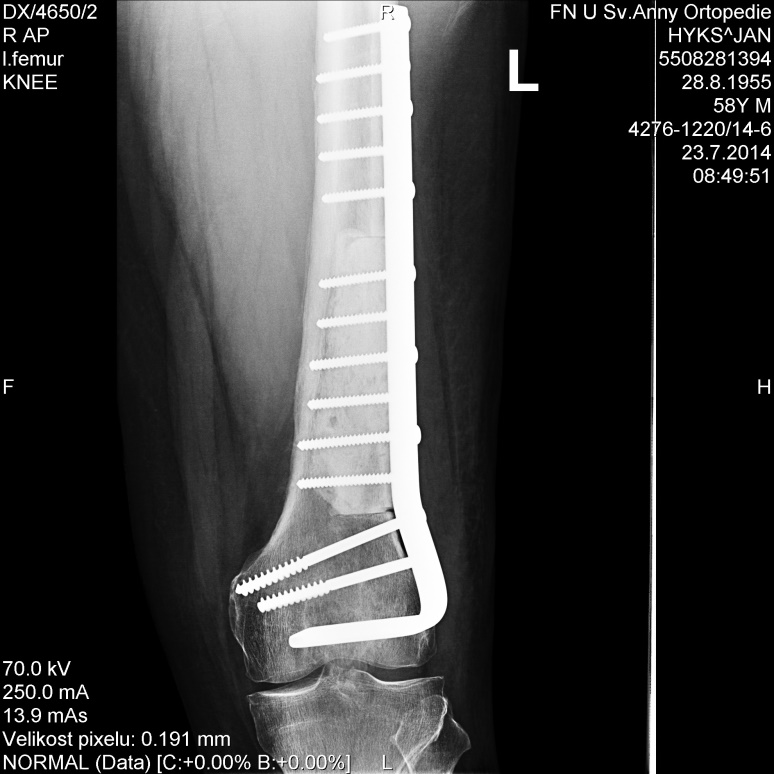 DX/4650/2
R AP
l.femur
KNEE
R
FN U Sv.Anny Ortopedie
HYKS^JAN
5508281394
28.8.1955
58Y M
4276-1220/14-6
23.7.2014
08:49:51
L
F
H
70.0 kV
250.0 mA
13.9 mAs
Velikost pixelu: 0.191 mm
NORMAL (Data) [C:+0.00% B:+0.00%]
L